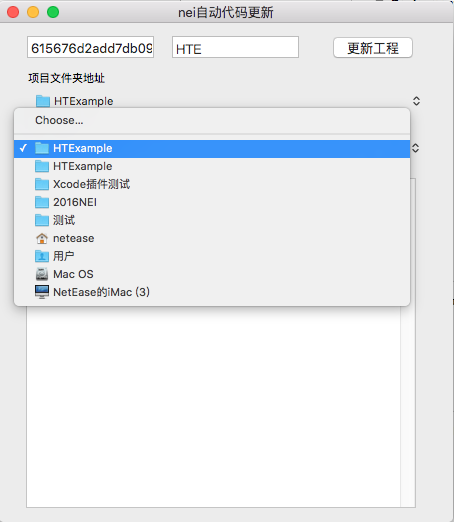 nei自动代码更新
615676d2add7db09
HTE
更新工程
项目文件夹地址
HTExample
Choose...
✓ HTExample
HTExample
Xcode插件测试
2016NEI
测试
netease
用户
Mac OS
NetEase的iMac (3)